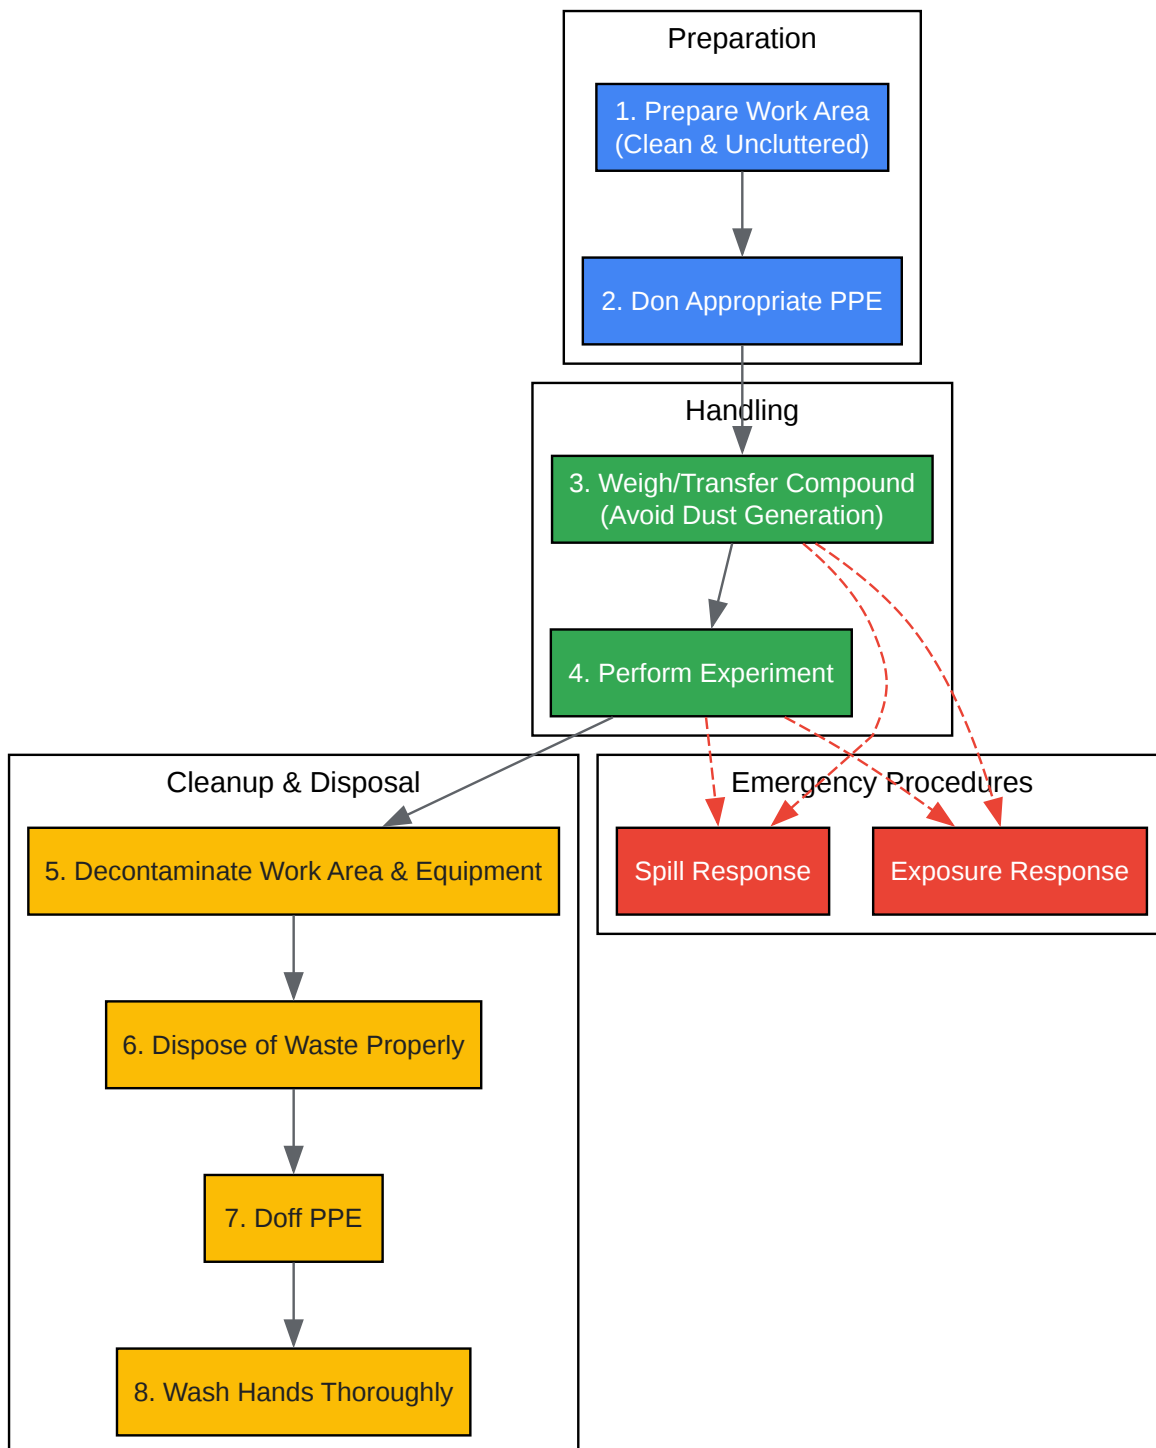 Preparation
1. Prepare Work Area
(Clean & Uncluttered)
2. Don Appropriate PPE
Handling
3. Weigh/Transfer Compound
(Avoid Dust Generation)
4. Perform Experiment
Cleanup & Disposal
5. Decontaminate Work Area & Equipment
6. Dispose of Waste Properly
7. Doff PPE
8. Wash Hands Thoroughly
Emergency Procedures
Spill Response
Exposure Response